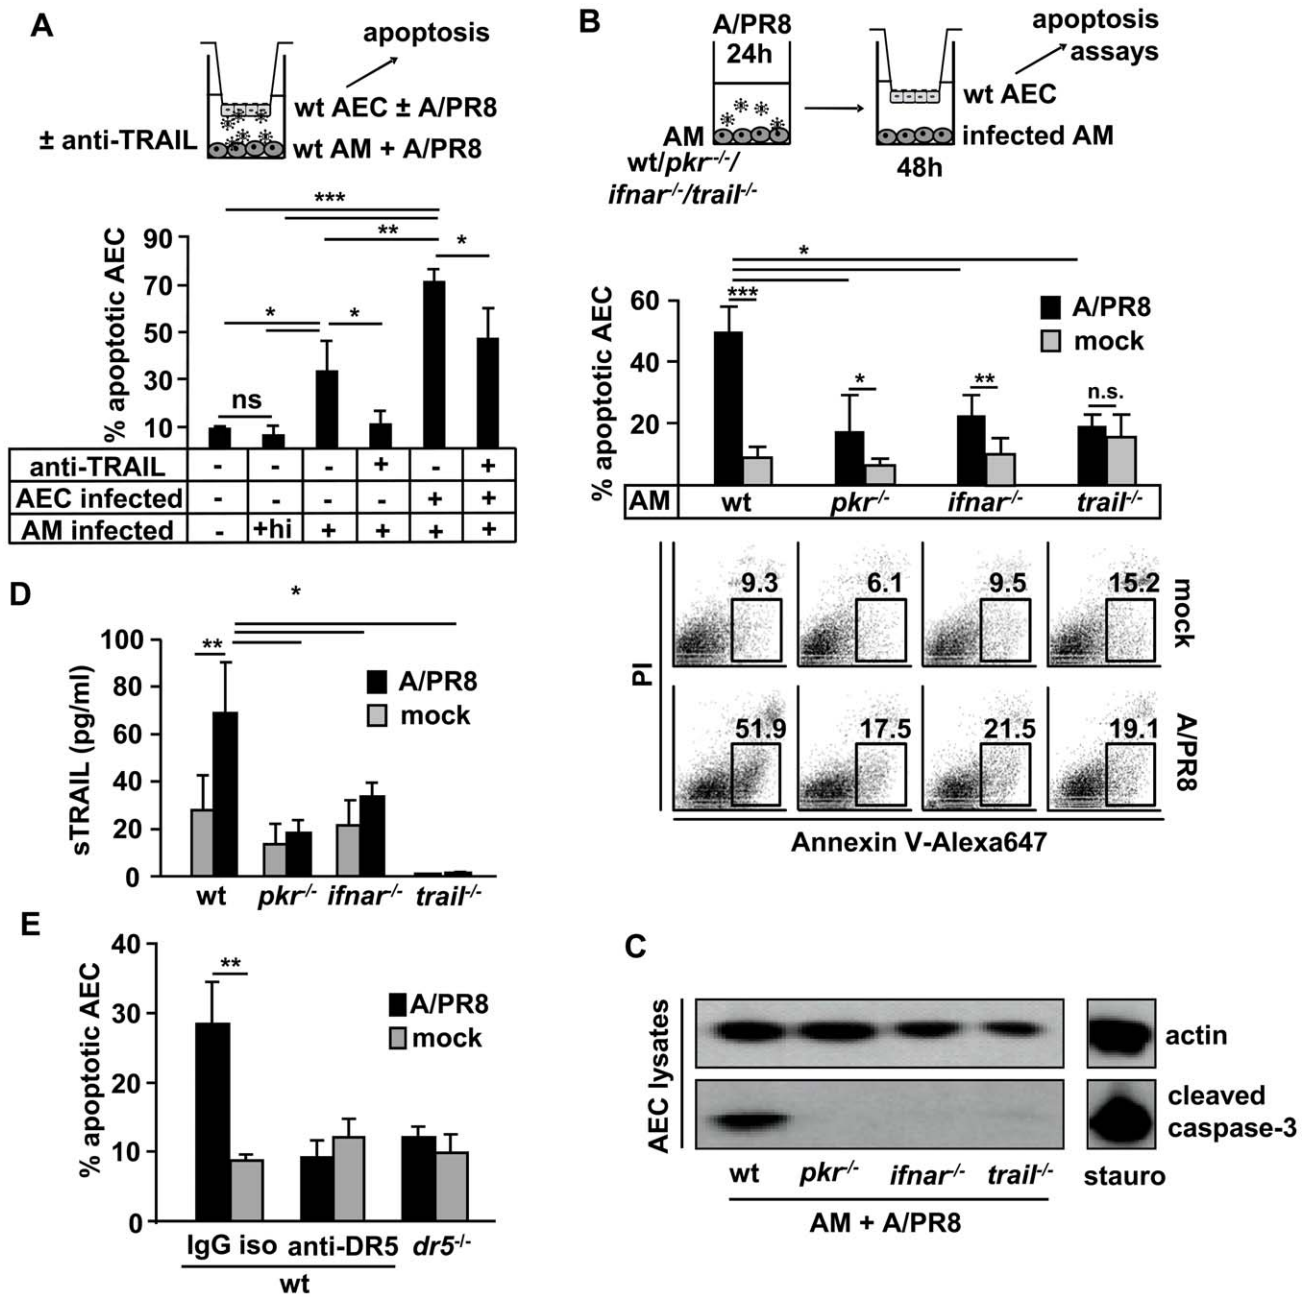 A
apoptosis
wt AEC ± A/PR8
± anti-TRAIL
wt AM + A/PR8
% apoptotic AEC
90
70
50
30
10
***
**
*
*
*
ns
anti-TRAIL - - - + - +
AEC infected - - - - + +
AM infected - +hi + + + +
B
A/PR8
24h
apoptosis
assays
wt AEC
AM
infected AM
wt/pkr-/-/
ifnar-/-/trail-/-
48h
% apoptotic AEC
60
40
20
*
***
*
**
n.s.
A/PR8
mock
AM wt pkr-/- ifnar-/- trail-/-
9.3 6.1 9.5 15.2
mock
51.9 17.5 21.5 19.1
A/PR8
PI
Annexin V-Alexa647
D
sTRAIL (pg/ml)
100
80
60
40
20
0
*
**
A/PR8
mock
wt pkr-/- ifnar-/- trail-/-
E
% apoptotic AEC
40
30
20
10
0
**
A/PR8
mock
IgG iso anti-DR5 dr5-/-
wt
C
AEC lysates
actin
cleaved
caspase-3
wt pkr-/- ifnar-/- trail-/- stauro
AM + A/PR8